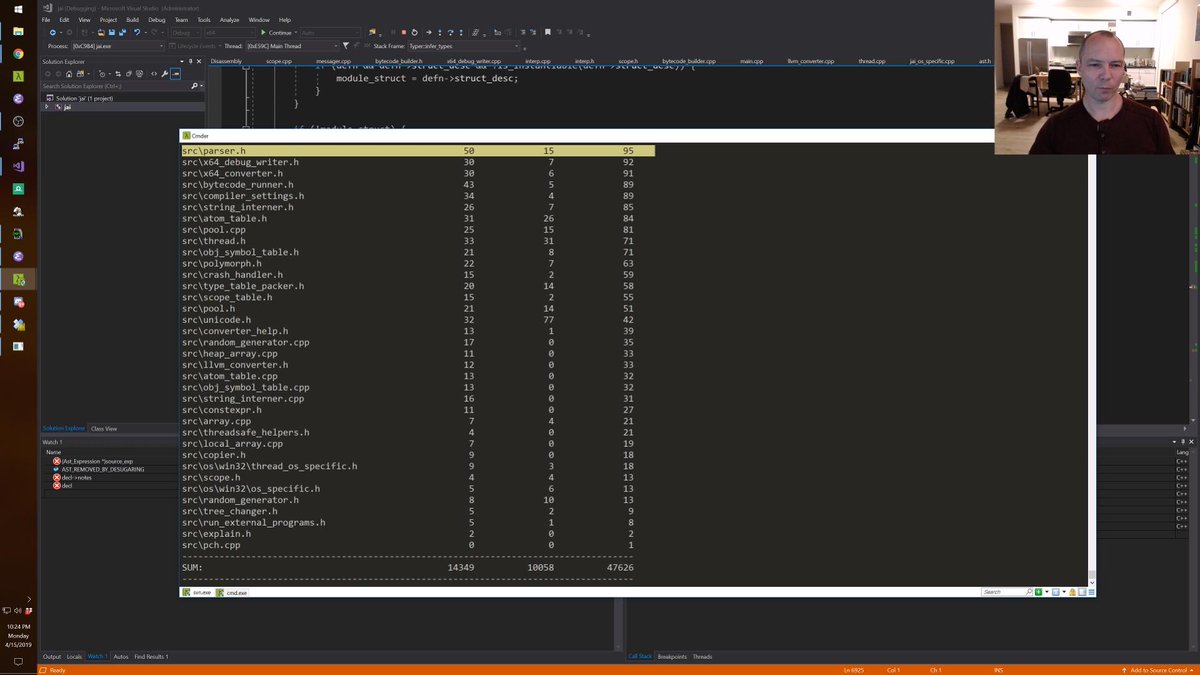 jai (Debugging) - Microsoft Visual Studio (Administrator)
File Edit View Project Build Debug Team Tools Analyze Window Help
Debug x64 Continue Auto
Process: [0xC9B4] jai.exe Lifecycle Events Thread: [0xE59C] Main Thread Stack Frame: Typer::infer_types
Solution Explorer
Disassembly scope.cpp messager.cpp bytecode_builder.h x64_debug_writer.cpp interp.cpp interp.h scope.h bytecode_builder.cpp main.cpp llvm_converter.cpp thread.cpp jai_os_specific.cpp ast.h
Search Solution Explorer (Ctrl+;)
Solution 'jai' (1 project)
jai
module_struct = defn->struct_desc;
}
}
Cmder
src\parser.h 50 15 95
src\x64_debug_writer.h 30 7 92
src\x64_converter.h 30 6 91
src\bytecode_runner.h 43 5 89
src\compiler_settings.h 34 4 89
src\string_interner.h 26 7 85
src\atom_table.h 31 26 84
src\pool.cpp 25 15 81
src\thread.h 33 31 71
src\obj_symbol_table.h 21 8 71
src\polymorph.h 22 7 63
src\crash_handler.h 15 2 59
src\type_table_packer.h 20 14 58
src\scope_table.h 15 2 55
src\pool.h 21 14 51
src\unicode.h 32 77 42
src\converter_help.h 13 1 39
src\random_generator.cpp 17 0 35
src\heap_array.cpp 11 0 33
src\llvm_converter.h 12 0 33
src\atom_table.cpp 13 0 32
src\obj_symbol_table.cpp 13 0 32
src\string_interner.cpp 16 0 31
src\constexpr.h 11 0 27
src\array.cpp 7 4 21
src\threadsafe_helpers.h 4 0 21
src\local_array.cpp 7 0 19
src\copier.h 9 0 18
src\os\win32\thread_os_specific.h 9 3 18
src\scope.h 4 4 13
src\os\win32\os_specific.h 5 6 13
src\random_generator.h 8 10 13
src\tree_changer.h 5 2 9
src\run_external_programs.h 5 1 8
src\explain.h 2 0 2
src\pch.cpp 0 0 1
SUM: 14349 10058 47626
cmd.exe
Search
Solution Explorer Class View
Watch 1
Name
(Ast_Expression *)source_exp
AST_REMOVED_BY_DESUGARING
decl->notes
decl
Lang
C++
C++
C++
C++
C++
C++
C++
C++
C++
10:24 PM
Monday
4/15/2019
Output Locals Watch 1 Autos Find Results 1
Call Stack Breakpoints Threads
Ready Ln 6925 Col 1 Ch 1 INS Add to Source Control